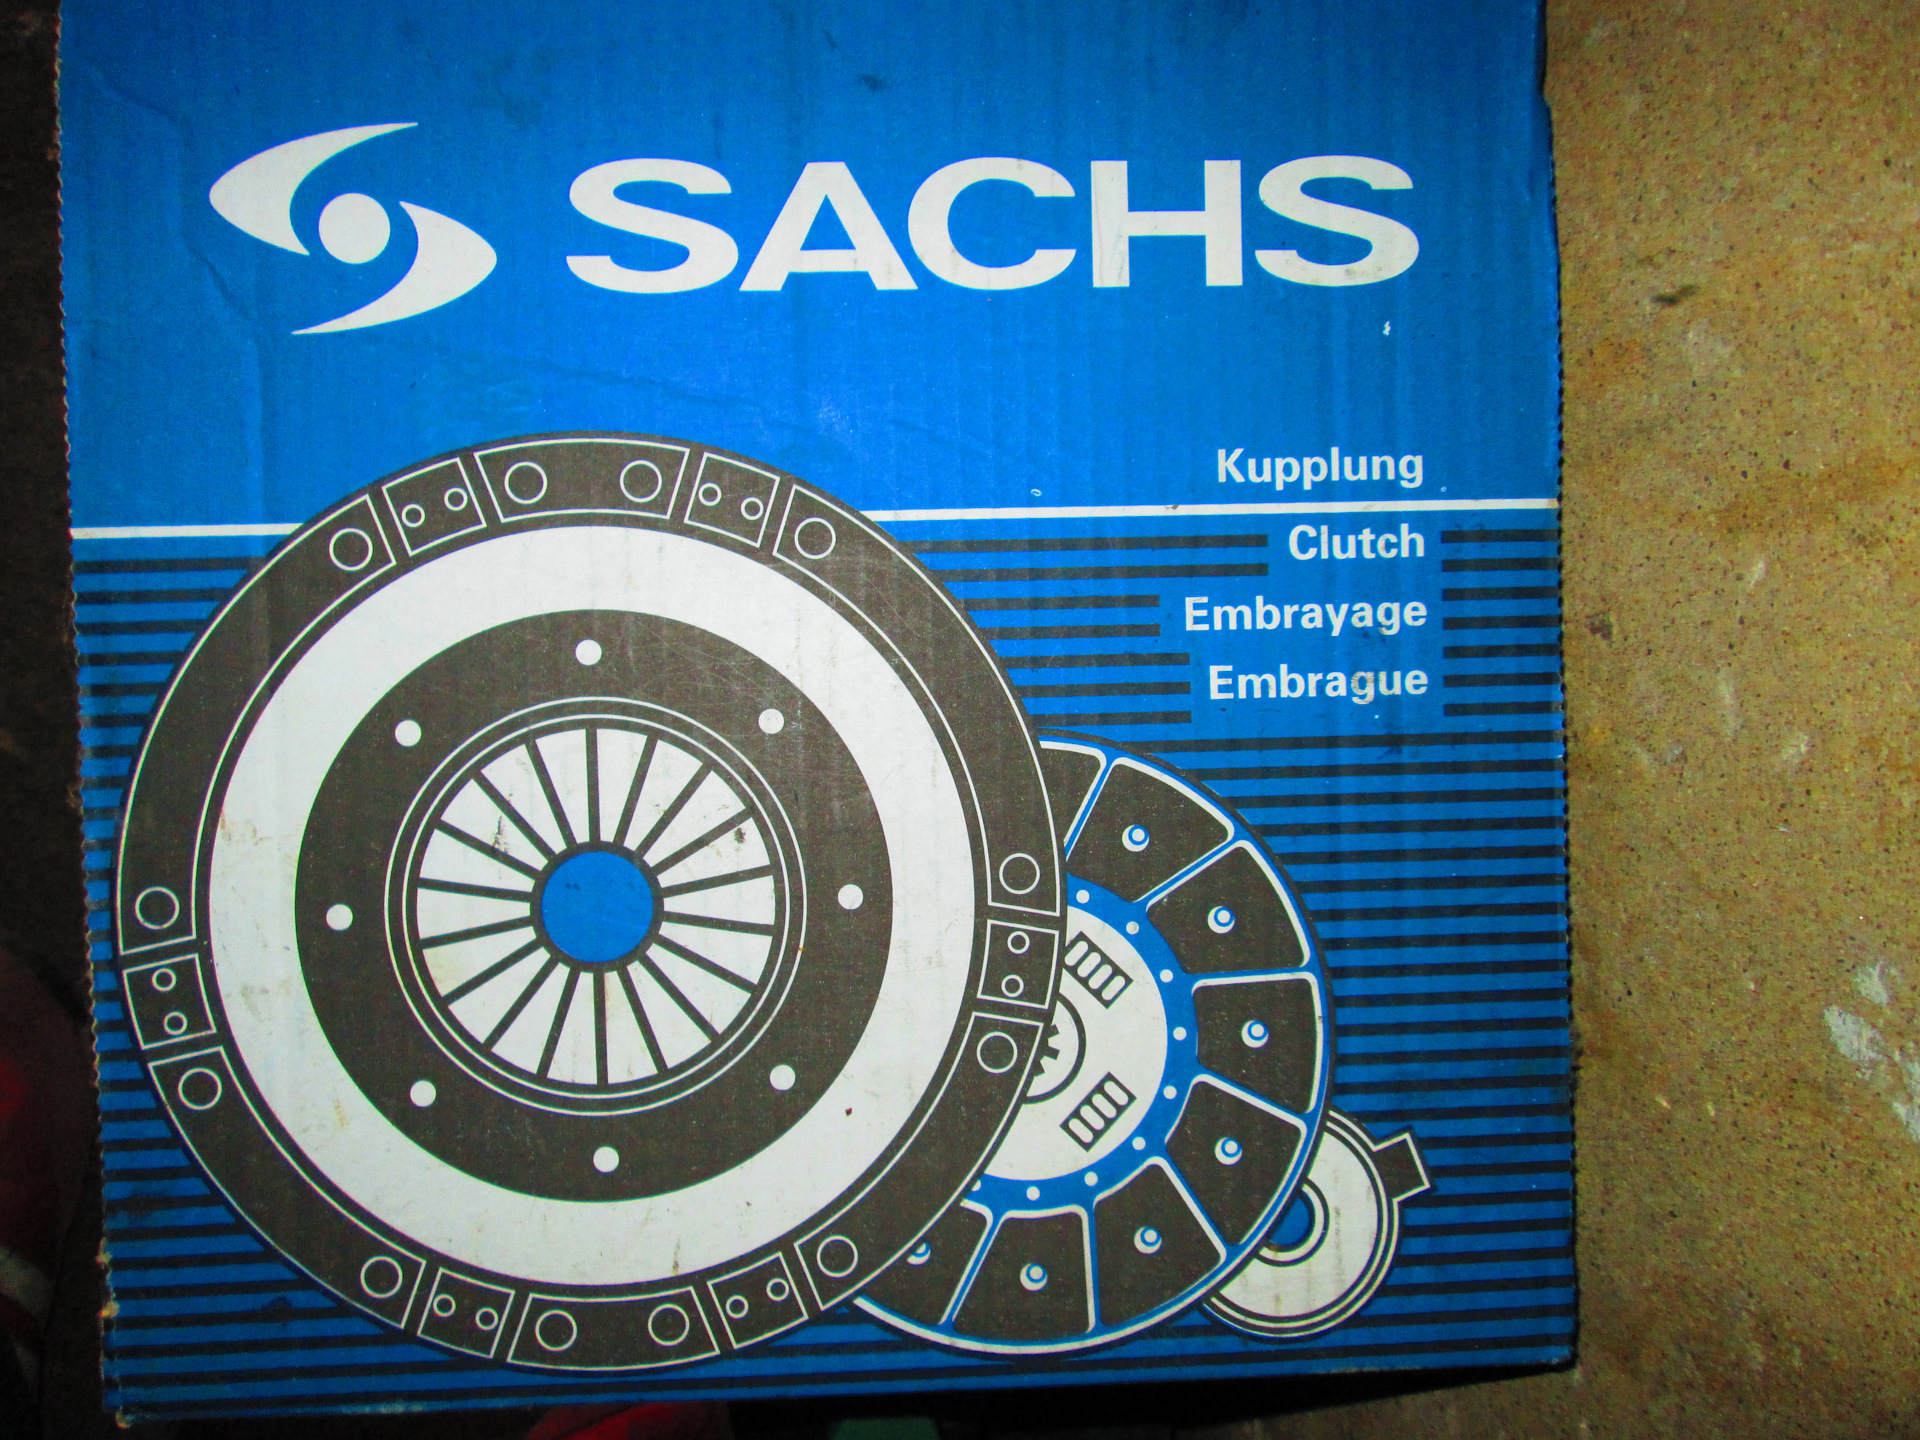 SACHS
Kupplung
Clutch
Embrayage
Embrague